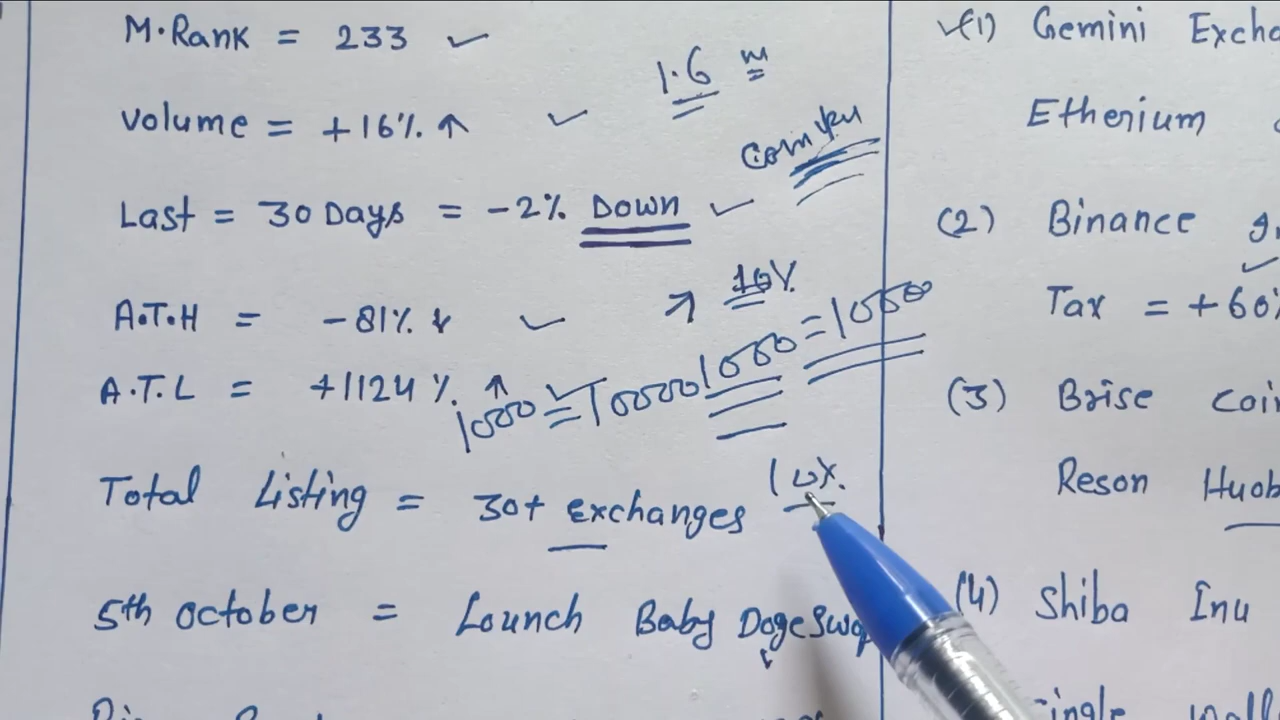 M.Rank = 233
1.6 m
Volume = +16%. ↑
Last = 30 Days = -2% Down
10%
A.T.H = -81% ↓
1000 = 1000
A.T.L = +1124 %. ↑
1000 = 10000
Total Listing = 30+ Exchanges
10X.
5th october = Lounch Baby DogeSwap
(1) Gemini Excha
Etherium
(2) Binance
Tax = +60%
(3) Brise coin
Reson Huob
(4) Shiba Inu